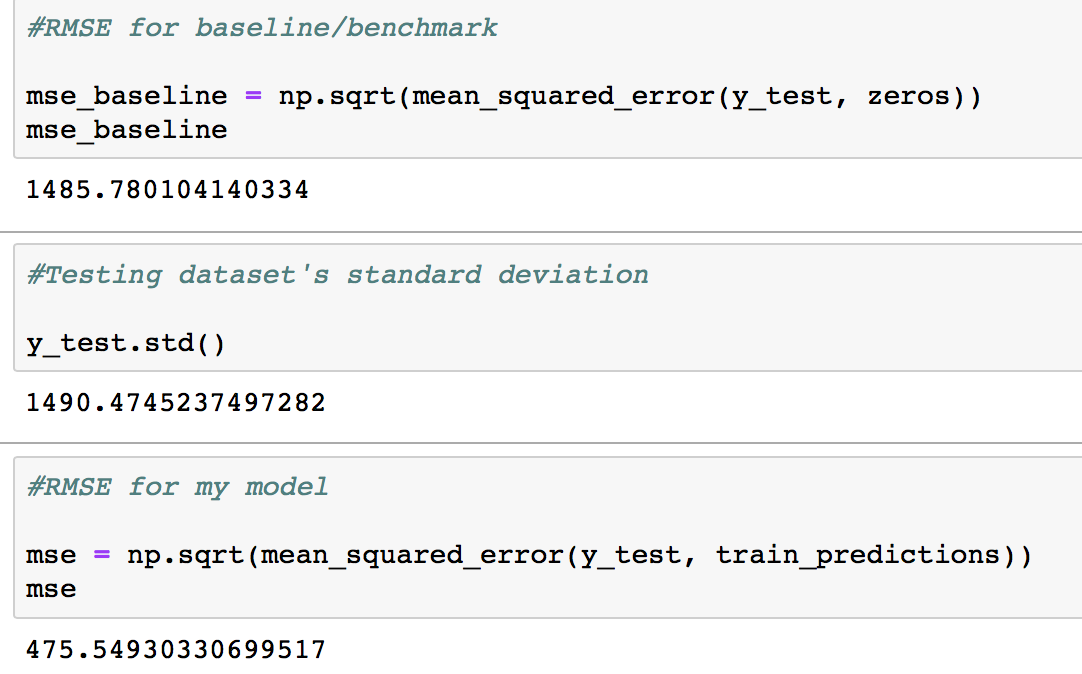 #RMSE for baseline/benchmark
mse_baseline = np.sqrt(mean_squared_error(y_test, zeros))
mse_baseline
1485.780104140334
#Testing dataset's standard deviation
y_test.std()
1490.4745237497282
#RMSE for my model
mse = np.sqrt(mean_squared_error(y_test, train_predictions))
mse
475.54930330699517